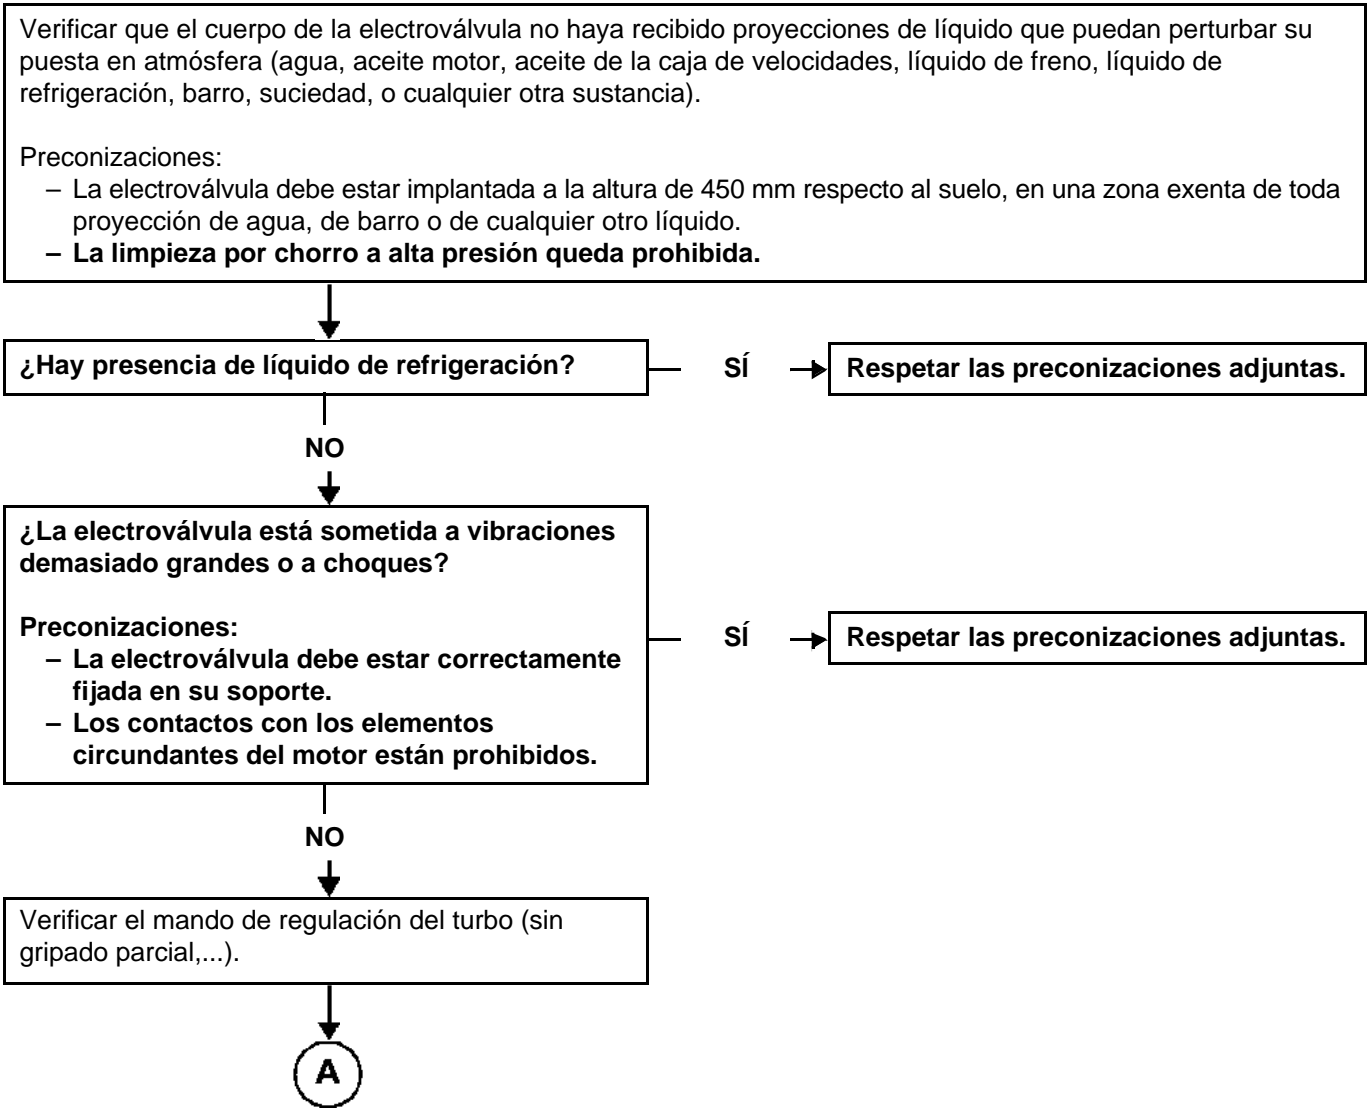 Verificar que el cuerpo de la electroválvula no haya recibido proyecciones de líquido que puedan perturbar su
puesta en atmósfera (agua, aceite motor, aceite de la caja de velocidades, líquido de freno, líquido de
refrigeración, barro, suciedad, o cualquier otra sustancia).
Preconizaciones:
– La electroválvula debe estar implantada a la altura de 450 mm respecto al suelo, en una zona exenta de toda
proyección de agua, de barro o de cualquier otro líquido.
– La limpieza por chorro a alta presión queda prohibida.
¿Hay presencia de líquido de refrigeración?
SÍ
Respetar las preconizaciones adjuntas.
NO
¿La electroválvula está sometida a vibraciones
demasiado grandes o a choques?
Preconizaciones:
– La electroválvula debe estar correctamente
fijada en su soporte.
– Los contactos con los elementos
circundantes del motor están prohibidos.
SÍ
Respetar las preconizaciones adjuntas.
NO
Verificar el mando de regulación del turbo (sin
gripado parcial,...).
A